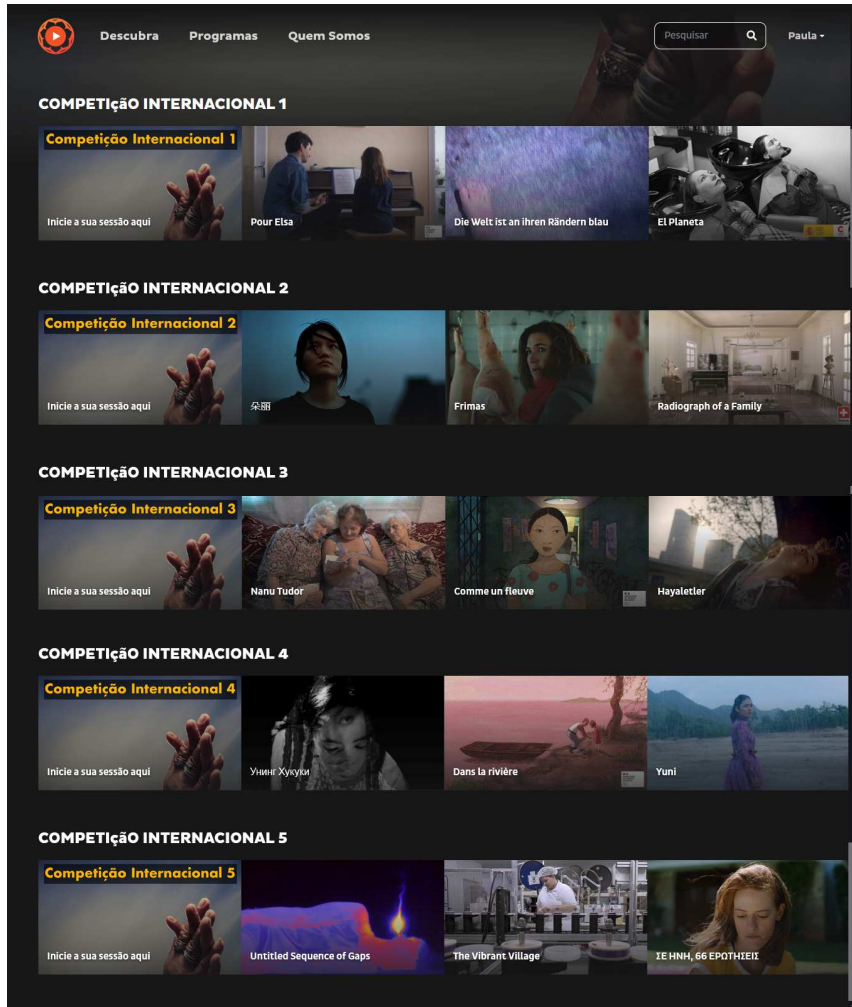 Descubra Programas Quem Somos Pesquisar Paula
COMPETIçãO INTERNACIONAL 1
Competição Internacional 1
Inicie a sua sessão aqui
Pour Elsa
Die Welt ist an ihren Rändern blau
El Planeta
COMPETIçãO INTERNACIONAL 2
Competição Internacional 2
Inicie a sua sessão aqui
朵丽
Frimas
Radiograph of a Family
COMPETIçãO INTERNACIONAL 3
Competição Internacional 3
Inicie a sua sessão aqui
Nanu Tudor
Comme un fleuve
Hayaletler
COMPETIçãO INTERNACIONAL 4
Competição Internacional 4
Inicie a sua sessão aqui
Унинг Хукуки
Dans la rivière
Yuni
COMPETIçãO INTERNACIONAL 5
Competição Internacional 5
Inicie a sua sessão aqui
Untitled Sequence of Gaps
The Vibrant Village
ΣΕ ΗΝΗ, 66 ΕΡΩΤΗΣΕΙΣ